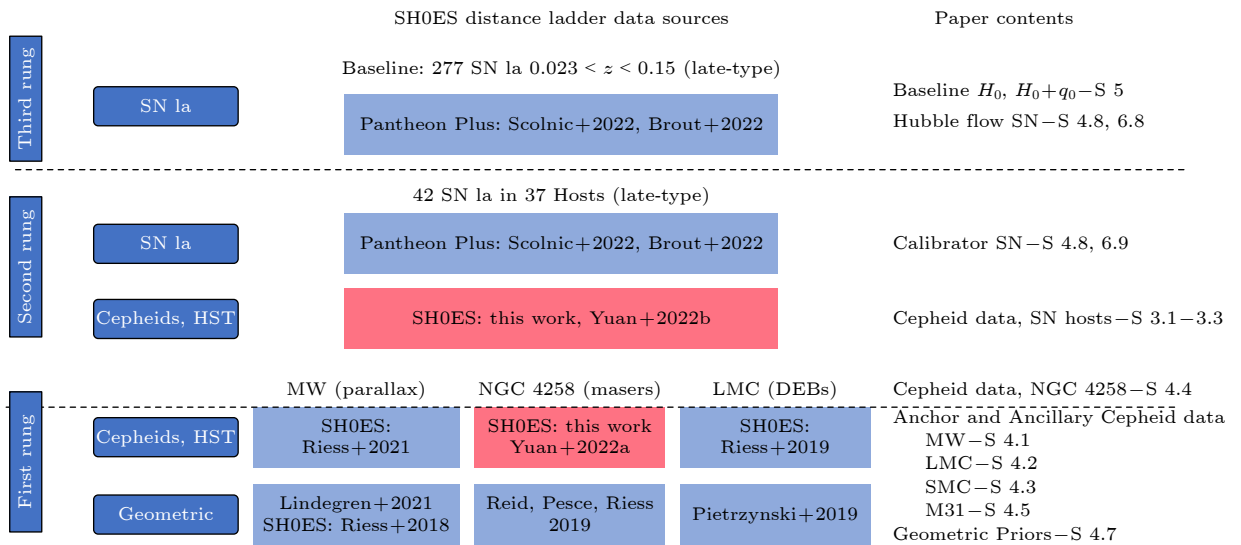 SH0ES distance ladder data sources
Paper contents
Third rung
Baseline: 277 SN la 0.023 < z < 0.15 (late-type)
SN la
Pantheon Plus: Scolnic+2022, Brout+2022
Baseline H₀, H₀+q₀−S 5
Hubble flow SN−S 4.8, 6.8
Second rung
42 SN la in 37 Hosts (late-type)
SN la
Pantheon Plus: Scolnic+2022, Brout+2022
Calibrator SN−S 4.8, 6.9
Cepheids, HST
SH0ES: this work, Yuan+2022b
Cepheid data, SN hosts−S 3.1−3.3
First rung
MW (parallax)
NGC 4258 (masers)
LMC (DEBs)
Cepheid data, NGC 4258−S 4.4
Cepheids, HST
SH0ES:
Riess+2021
SH0ES: this work
Yuan+2022a
SH0ES:
Riess+2019
Anchor and Ancillary Cepheid data
MW−S 4.1
LMC−S 4.2
SMC−S 4.3
M31−S 4.5
Geometric
Lindegren+2021
SH0ES: Riess+2018
Reid, Pesce, Riess
2019
Pietrzynski+2019
Geometric Priors−S 4.7